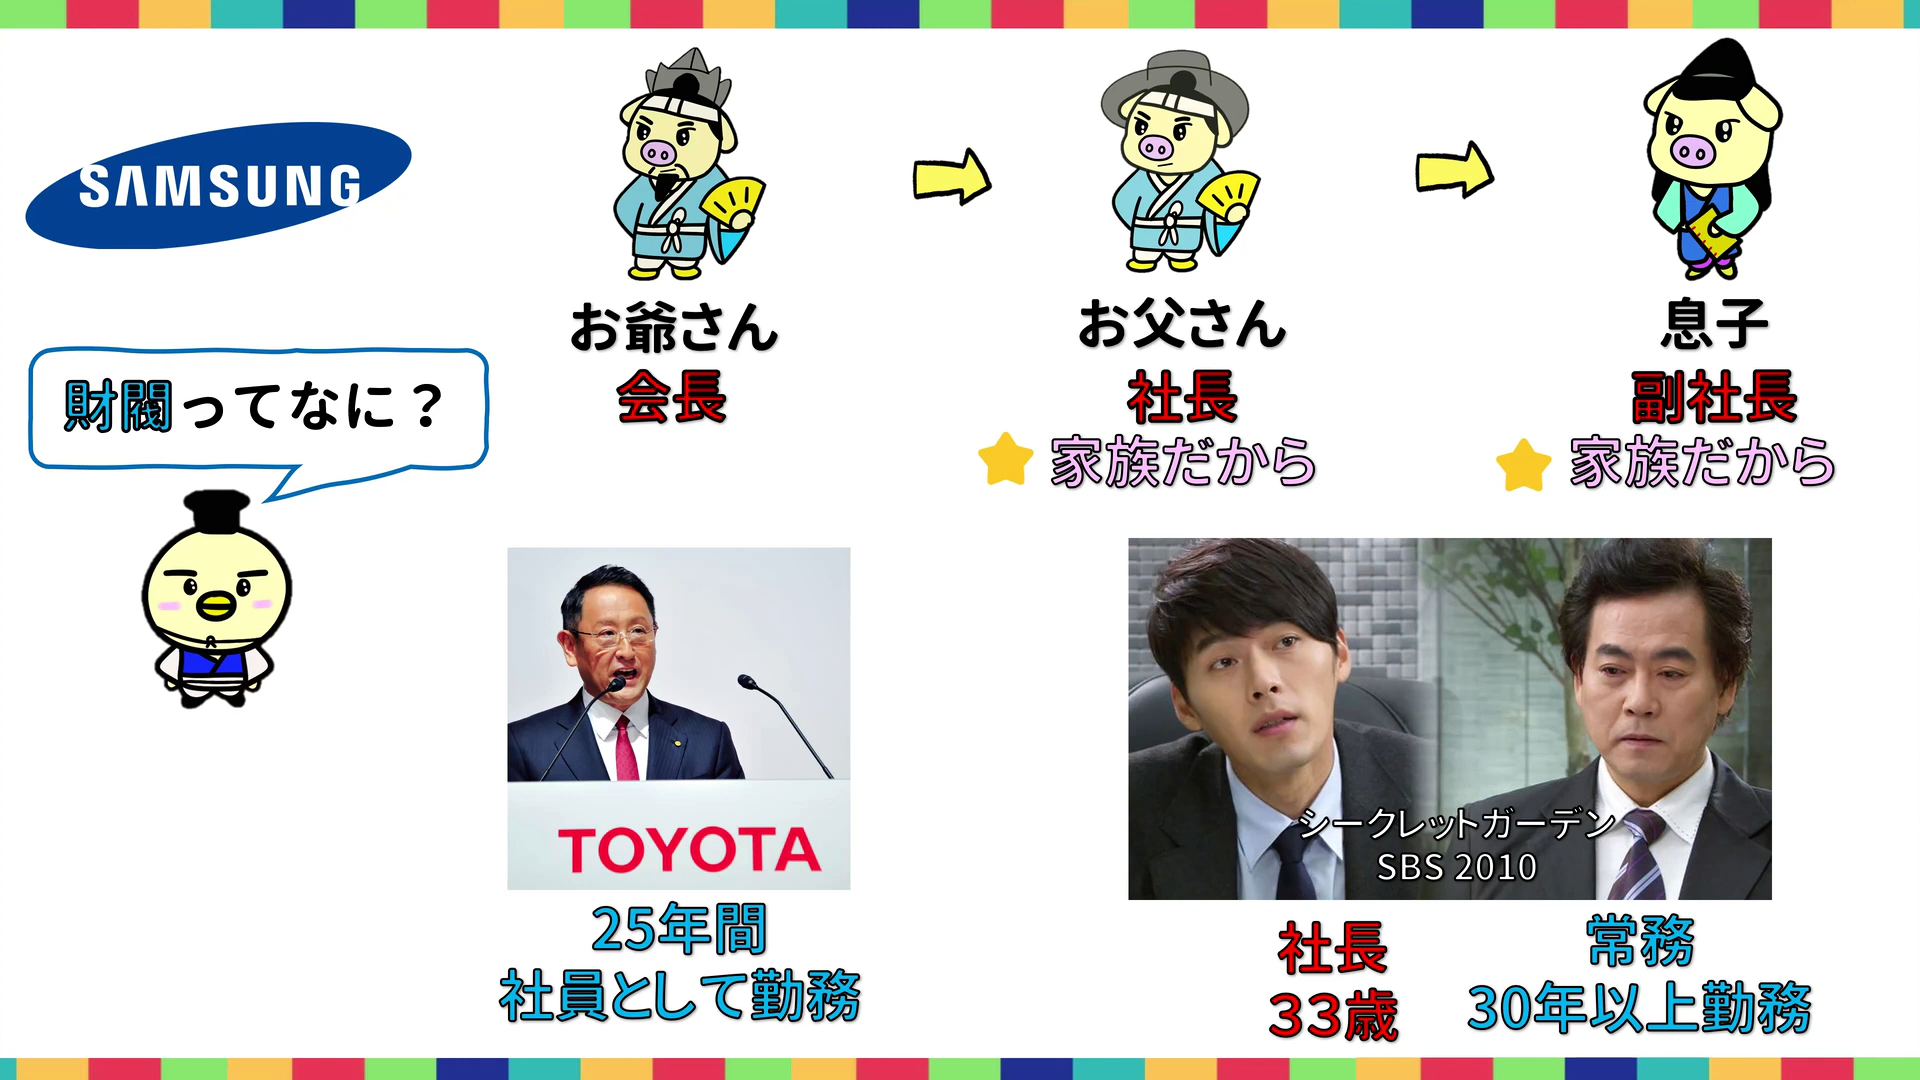 SAMSUNG
お爺さん
会長
お父さん
社長
家族だから
息子
副社長
家族だから
財閥ってなに？
TOYOTA
25年間
社員として勤務
シークレットガーデン
SBS 2010
社長
33歳
常務
30年以上勤務